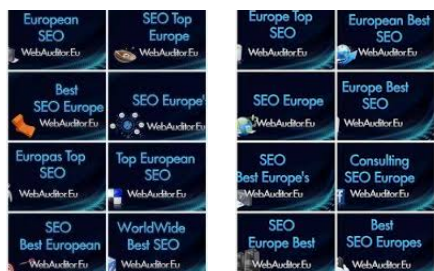 European
SEO
WebAuditor.Eu
SEO Top
Europe
WebAuditor.Eu
Best
SEO Europe
WebAuditor.Eu
SEO Europe'
WebAuditor.Eu
Europas Top
SEO
WebAuditor.Eu
Top European
SEO
WebAuditor.Eu
SEO
Best European
WebAuditor.Eu
WorldWide
Best SEO
WebAuditor.Eu
Europe Top
SEO
WebAuditor.Eu
European Best
SEO
WebAuditor.Eu
SEO Europe
WebAuditor.Eu
Europe Best
SEO
WebAuditor.Eu
SEO
Best Europe's
WebAuditor.Eu
Consulting
SEO Europe
WebAuditor.Eu
SEO
Europe Best
WebAuditor.Eu
Best
SEO Europes
WebAuditor.Eu